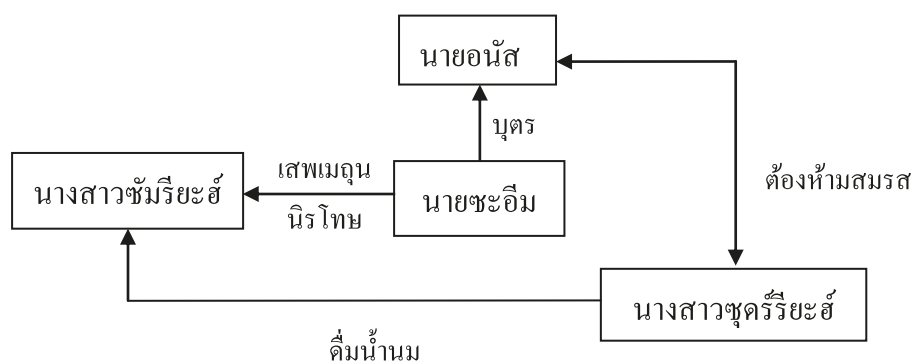 นายอนัส
บุตร
ต้องห้ามสมรส
เสพเมถุน
นางสาวซัมรียะฮ์
นายซะอีม
นิรโทษ
นางสาวซุดร์รียะฮ์
ดื่มน้ำนม